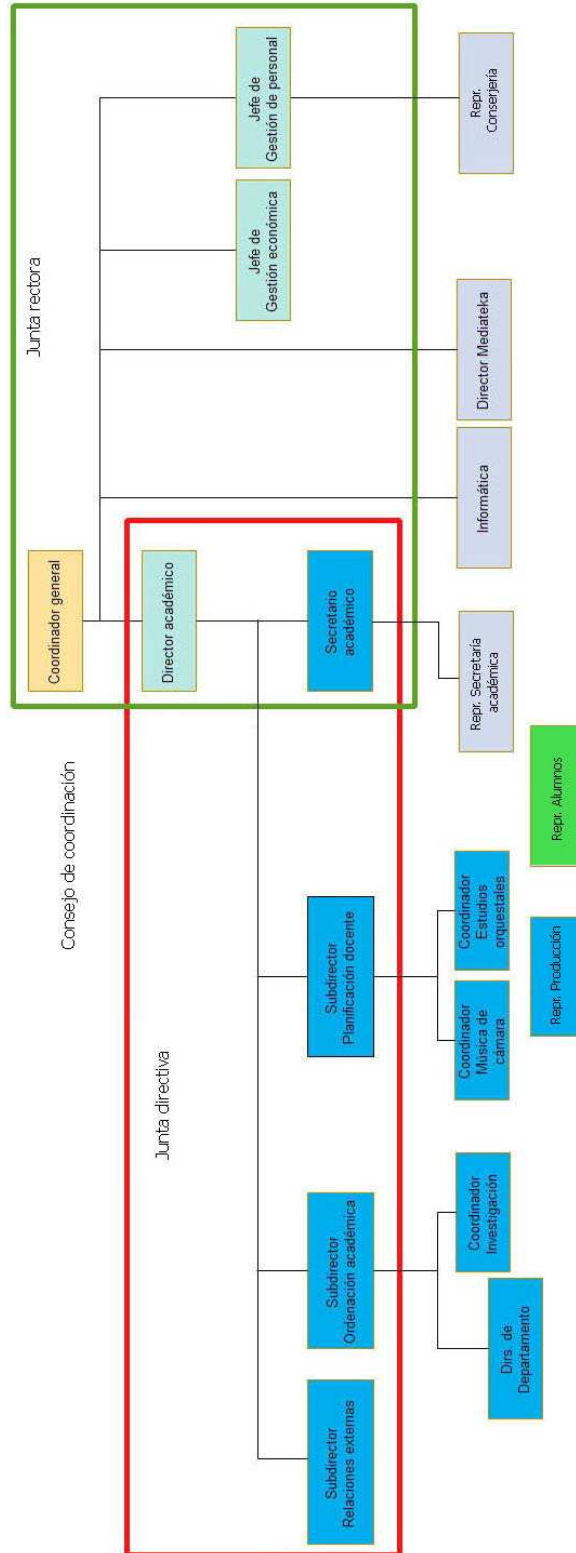 Consejo de coordinación
Junta rectora
Coordinador general
Junta directiva
Director académico
Jefe de
Gestión económica
Jefe de
Gestión de personal
Subdirector
Relaciones externas
Subdirector
Ordenación académica
Subdirector
Planificación docente
Secretario
académico
Dirs. de
Departamento
Coordinador
Investigación
Coordinador
Música de
cámara
Coordinador
Estudios
orquestales
Repr. Secretaría
académica
Informática
Director Mediateka
Repr.
Conserjería
Repr. Producción
Repr. Alumnos